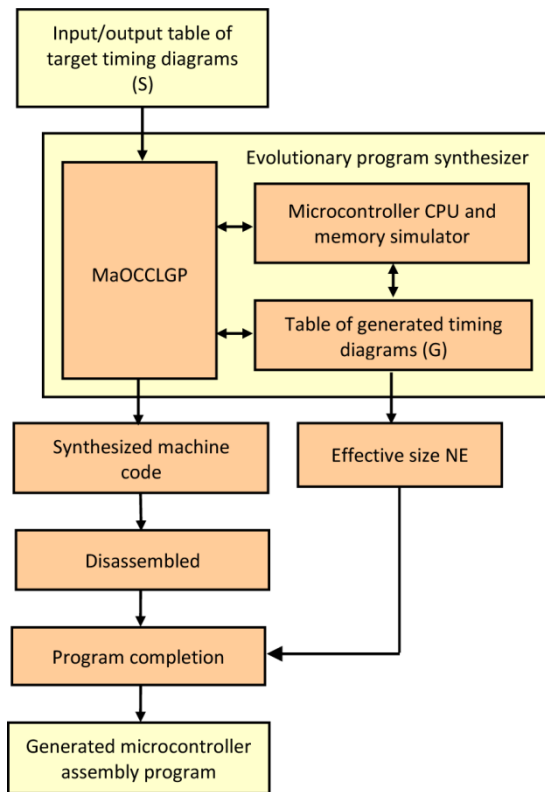 Input/output table of
target timing diagrams
(S)
Evolutionary program synthesizer
MaOCCLGP
Microcontroller CPU and
memory simulator
Table of generated timing
diagrams (G)
Synthesized machine
code
Effective size NE
Disassembled
Program completion
Generated microcontroller
assembly program